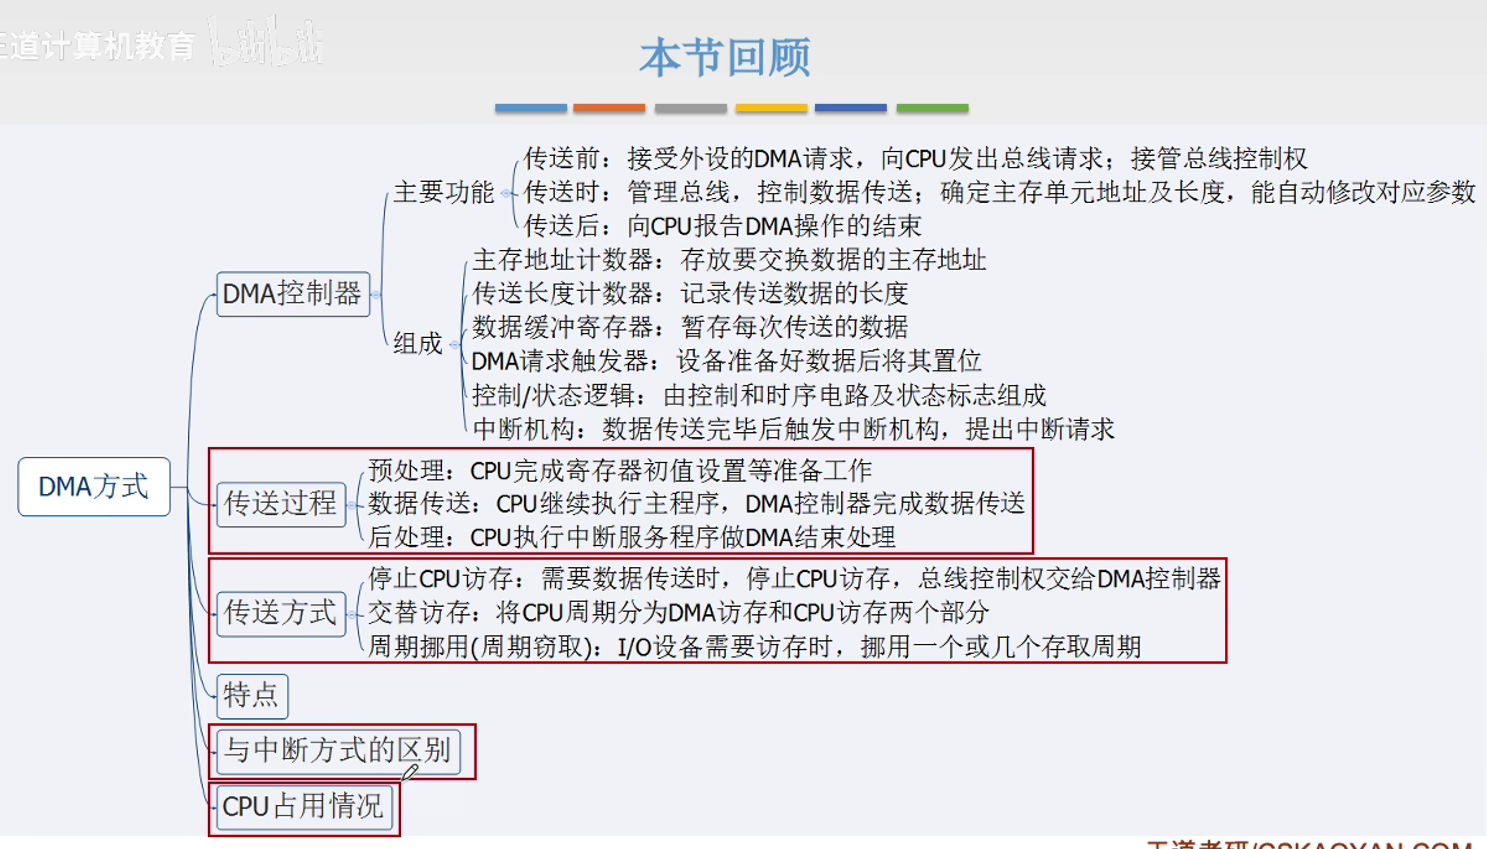 王道计算机教育 bilibili
本节回顾
传送前：接受外设的DMA请求，向CPU发出总线请求；接管总线控制权
主要功能
传送时：管理总线，控制数据传送；确定主存单元地址及长度，能自动修改对应参数
传送后：向CPU报告DMA操作的结束
主存地址计数器：存放要交换数据的主存地址
DMA控制器
传送长度计数器：记录传送数据的长度
数据缓冲寄存器：暂存每次传送的数据
组成
DMA请求触发器：设备准备好数据后将其置位
控制/状态逻辑：由控制和时序电路及状态标志组成
中断机构：数据传送完毕后触发中断机构，提出中断请求
DMA方式
预处理：CPU完成寄存器初值设置等准备工作
传送过程
数据传送：CPU继续执行主程序，DMA控制器完成数据传送
后处理：CPU执行中断服务程序做DMA结束处理
停止CPU访存：需要数据传送时，停止CPU访存，总线控制权交给DMA控制器
传送方式
交替访存：将CPU周期分为DMA访存和CPU访存两个部分
周期挪用(周期窃取)：I/O设备需要访存时，挪用一个或几个存取周期
特点
与中断方式的区别
CPU占用情况
王道考研/CSKAOYAN.COM